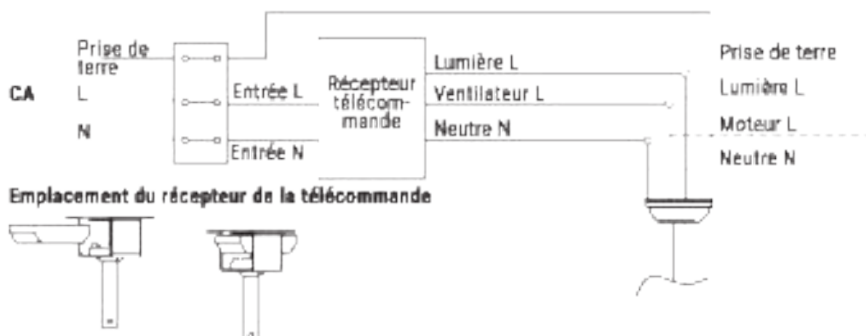 Prise de
terre
CA
L
N
Entrée L
Entrée N
Récepteur
télécom-
mande
Lumière L
Ventilateur L
Neutre N
Prise de terre
Lumière L
Moteur L
Neutre N
Emplacement du récepteur de la télécommande